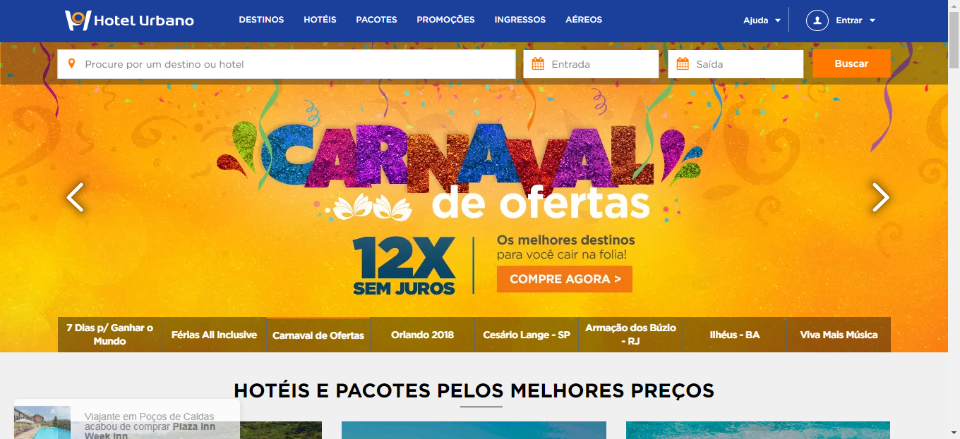 Hotel Urbano
DESTINOS HOTÉIS PACOTES PROMOÇÕES INGRESSOS AÉREOS
Ajuda Entrar
Procure por um destino ou hotel
Entrada
Saída
Buscar
CARNAVAL
de ofertas
12X
SEM JUROS
Os melhores destinos
para você cair na folia!
COMPRE AGORA >
7 Dias p/ Ganhar o
Mundo
Férias All Inclusive
Carnaval de Ofertas
Orlando 2018
Cesário Lange - SP
Armação dos Búzio
- RJ
Ilhéus - BA
Viva Mais Música
HOTÉIS E PACOTES PELOS MELHORES PREÇOS
Viajante em Poços de Caldas
acabou de comprar Plaza Inn
Week Inn